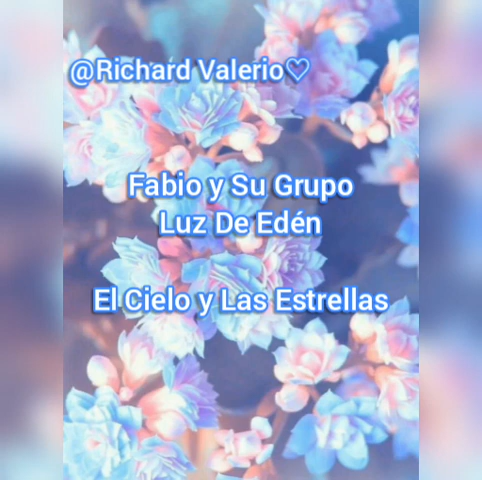 @Richard Valerio♡
Fabio y Su Grupo
Luz De Edén
El Cielo y Las Estrellas